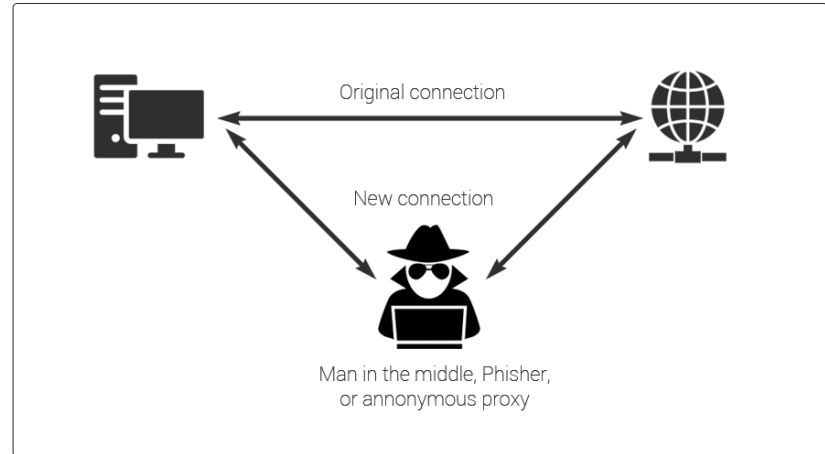 Original connection
New connection
Man in the middle, Phisher,
or annonymous proxy